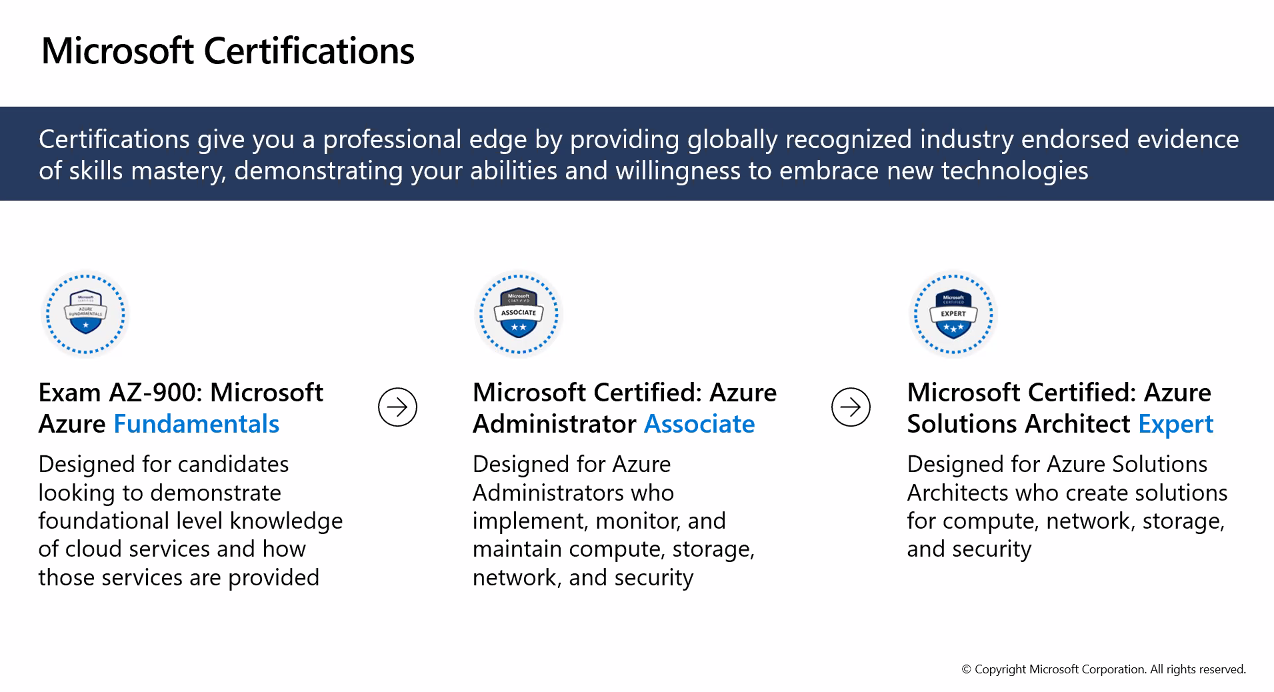 Microsoft Certifications
Certifications give you a professional edge by providing globally recognized industry endorsed evidence
of skills mastery, demonstrating your abilities and willingness to embrace new technologies
Microsoft
CERTIFIED
AZURE
FUNDAMENTALS
Exam AZ-900: Microsoft
Azure Fundamentals
Designed for candidates
looking to demonstrate
foundational level knowledge
of cloud services and how
those services are provided
Microsoft
CERTIFIED
ASSOCIATE
Microsoft Certified: Azure
Administrator Associate
Designed for Azure
Administrators who
implement, monitor, and
maintain compute, storage,
network, and security
Microsoft
CERTIFIED
EXPERT
Microsoft Certified: Azure
Solutions Architect Expert
Designed for Azure Solutions
Architects who create solutions
for compute, network, storage,
and security
© Copyright Microsoft Corporation. All rights reserved.